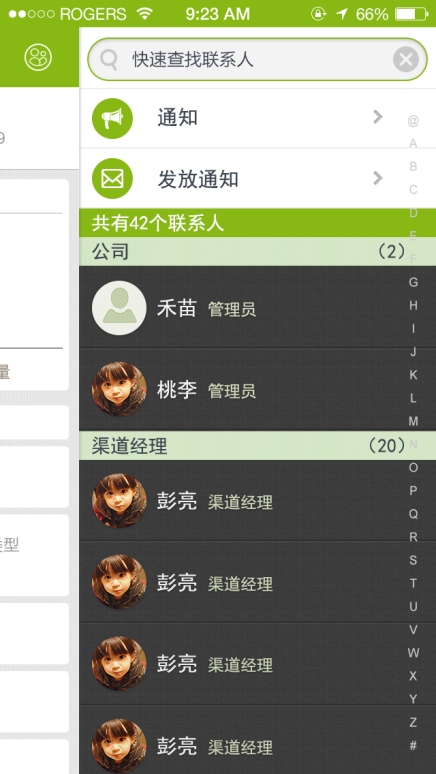 ROGERS 9:23 AM 66%
快速查找联系人
通知
发放通知
共有42个联系人
公司 （2）
禾苗 管理员
桃李 管理员
渠道经理 （20）
彭亮 渠道经理
彭亮 渠道经理
彭亮 渠道经理
彭亮 渠道经理
9
量
型
@
A
B
C
D
E
F
G
H
I
J
K
L
M
N
O
P
Q
R
S
T
U
V
W
X
Y
Z
#